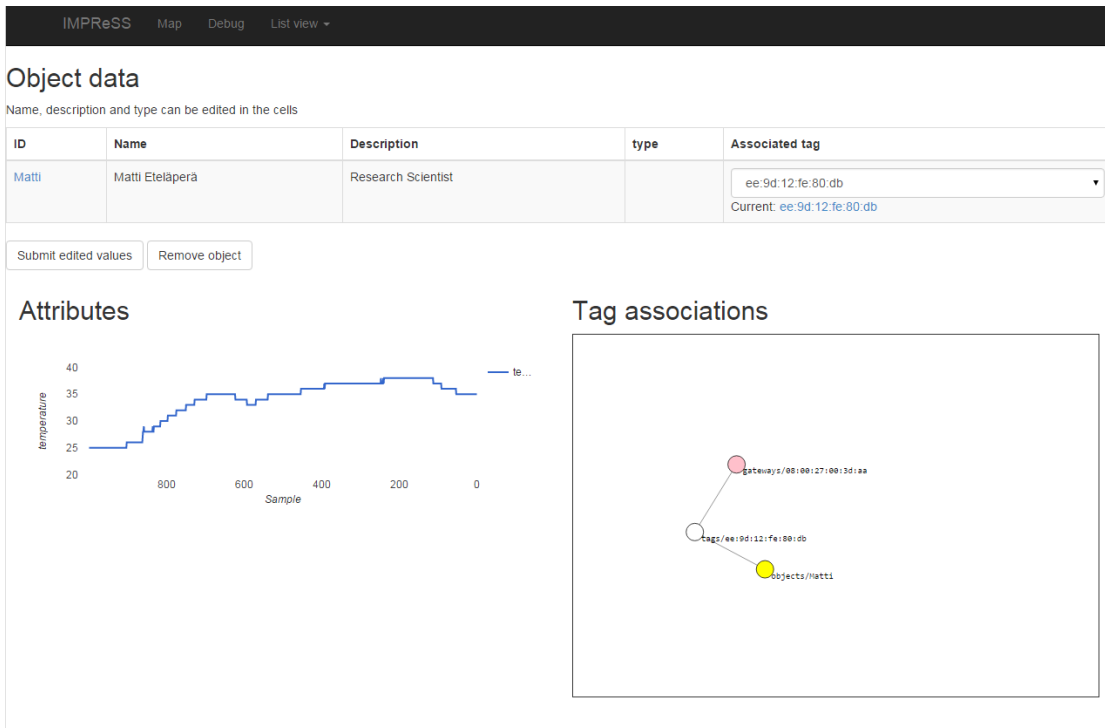 IMPReSS Map Debug List view
Object data
Name, description and type can be edited in the cells
ID Name Description type Associated tag
Matti Matti Eteläperä Research Scientist ee:9d:12:fe:80:db
Current: ee:9d:12:fe:80:db
Submit edited values Remove object
Attributes
40
35
30
25
20
temperature
te...
800 600 400 200 0
Sample
Tag associations
gateways/08:00:27:00:3d:aa
tags/ee:9d:12:fe:80:db
objects/Matti